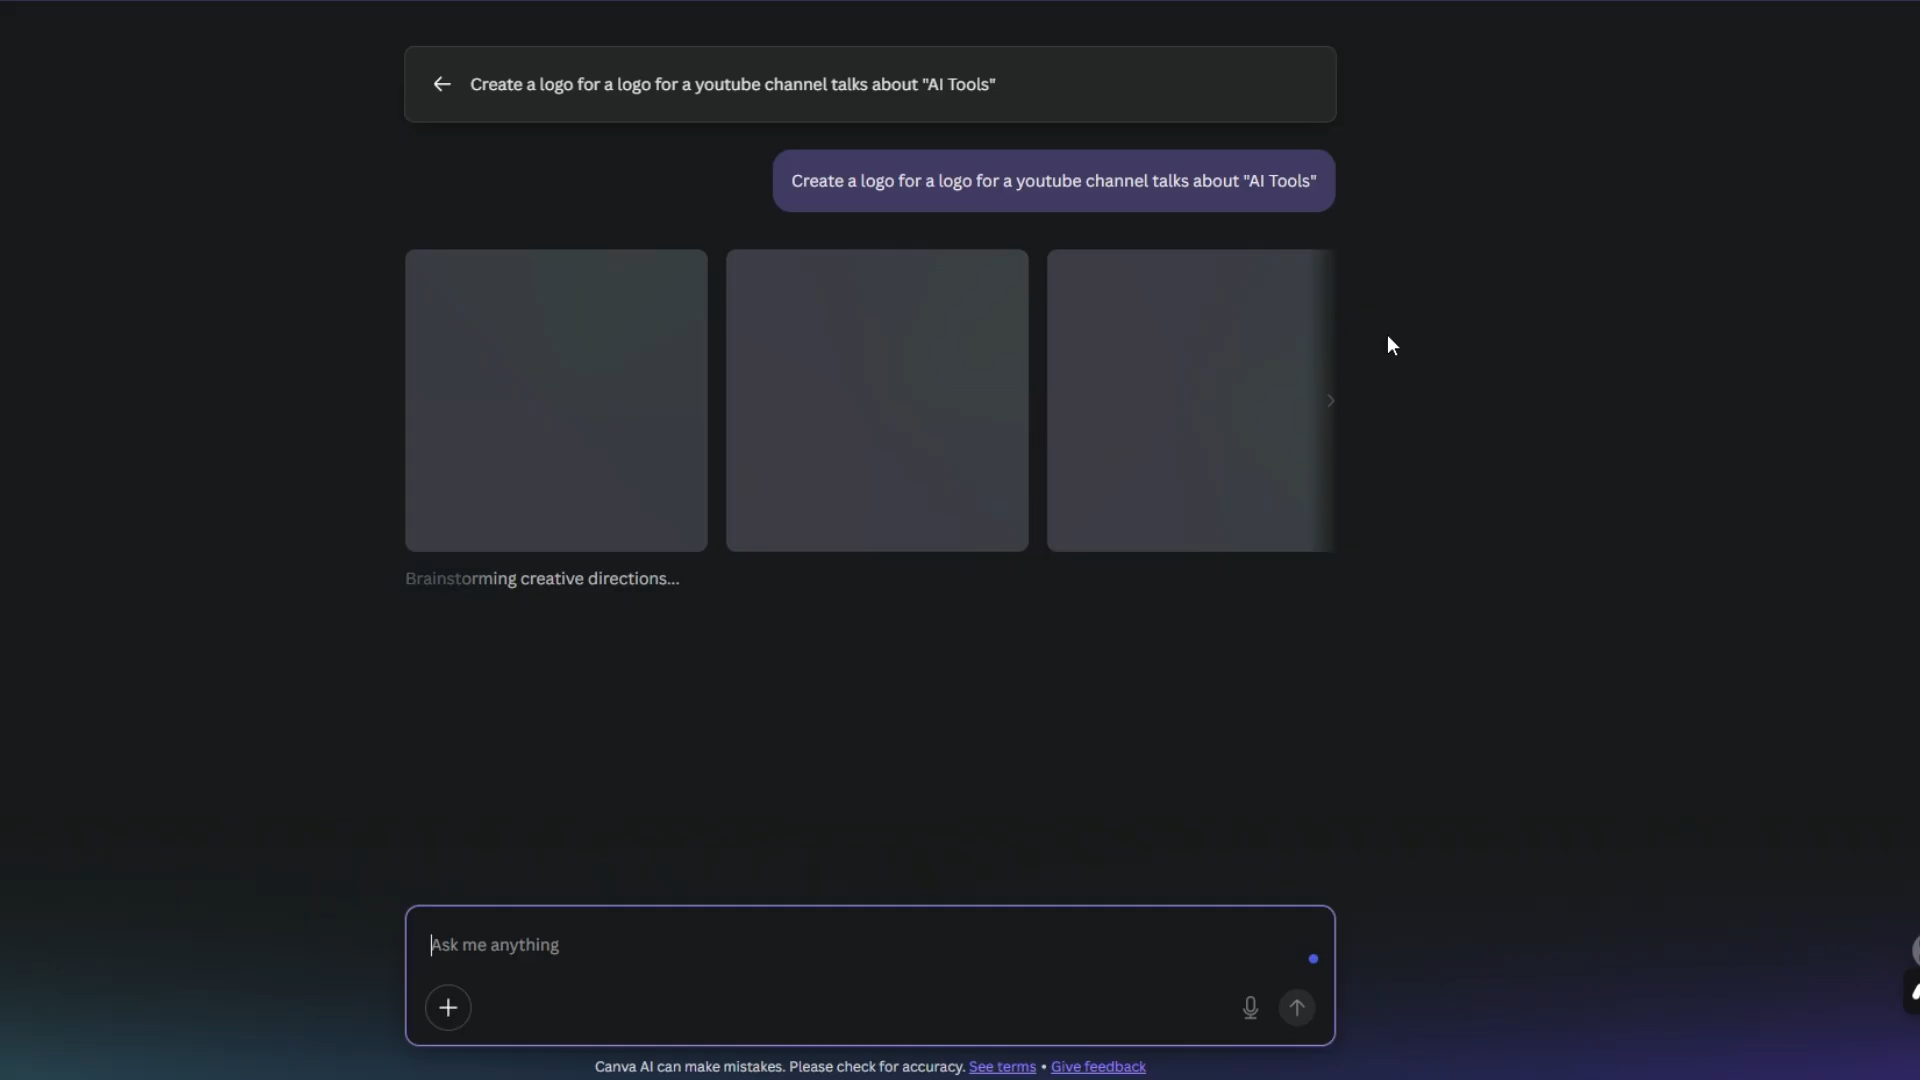 Create a logo for a logo for a youtube channel talks about "AI Tools"
Create a logo for a logo for a youtube channel talks about "AI Tools"
Brainstorming creative directions...
Ask me anything
Canva AI can make mistakes. Please check for accuracy. See terms • Give feedback